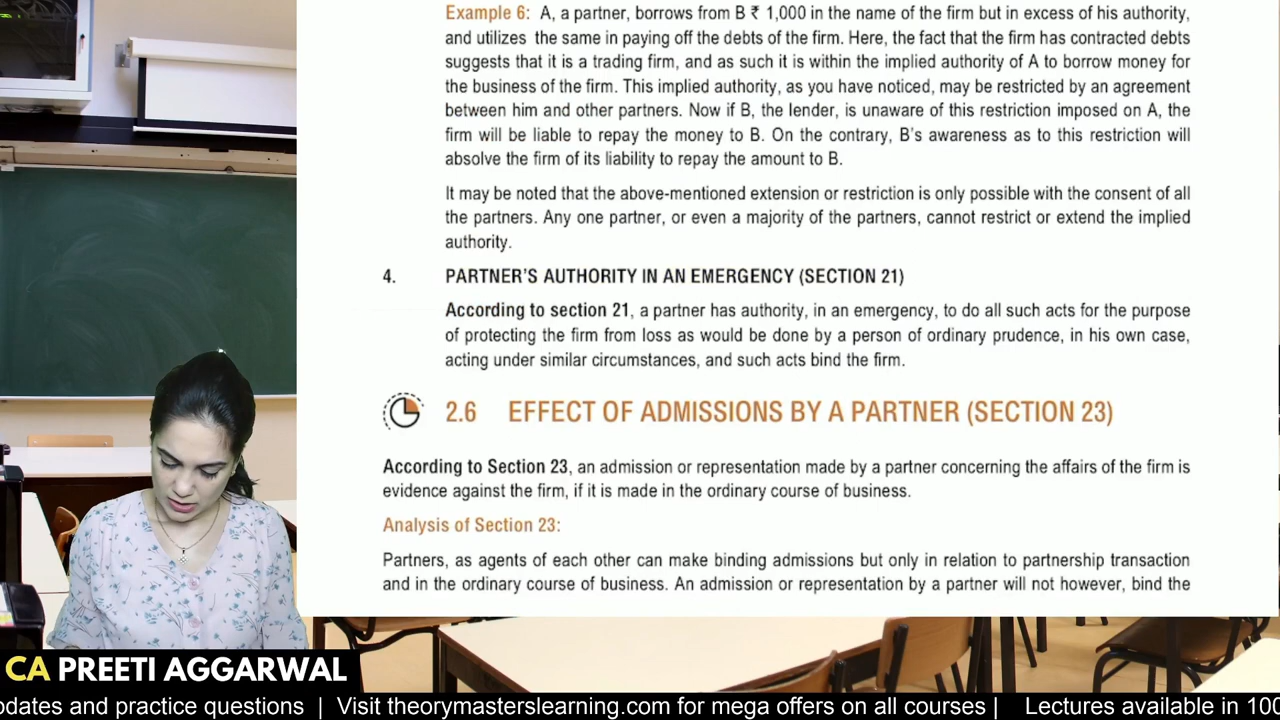 Example 6: A, a partner, borrows from B ₹ 1,000 in the name of the firm but in excess of his authority,
and utilizes the same in paying off the debts of the firm. Here, the fact that the firm has contracted debts
suggests that it is a trading firm, and as such it is within the implied authority of A to borrow money for
the business of the firm. This implied authority, as you have noticed, may be restricted by an agreement
between him and other partners. Now if B, the lender, is unaware of this restriction imposed on A, the
firm will be liable to repay the money to B. On the contrary, B's awareness as to this restriction will
absolve the firm of its liability to repay the amount to B.
It may be noted that the above-mentioned extension or restriction is only possible with the consent of all
the partners. Any one partner, or even a majority of the partners, cannot restrict or extend the implied
authority.
4. PARTNER'S AUTHORITY IN AN EMERGENCY (SECTION 21)
According to section 21, a partner has authority, in an emergency, to do all such acts for the purpose
of protecting the firm from loss as would be done by a person of ordinary prudence, in his own case,
acting under similar circumstances, and such acts bind the firm.
2.6 EFFECT OF ADMISSIONS BY A PARTNER (SECTION 23)
According to Section 23, an admission or representation made by a partner concerning the affairs of the firm is
evidence against the firm, if it is made in the ordinary course of business.
Analysis of Section 23:
Partners, as agents of each other can make binding admissions but only in relation to partnership transaction
and in the ordinary course of business. An admission or representation by a partner will not however, bind the
CA PREETI AGGARWAL
dates and practice questions | Visit theorymasterslearning.com for mega offers on all courses | Lectures available in 100